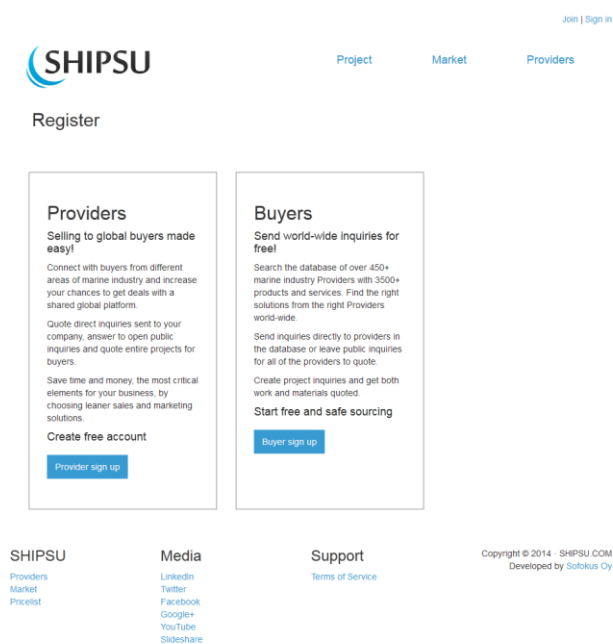 Join | Sign in
SHIPSU
Project Market Providers
Register
Providers
Selling to global buyers made
easy!
Connect with buyers from different
areas of marine industry and increase
your chances to get deals with a
shared global platform.
Quote direct inquiries sent to your
company, answer to open public
inquiries and quote entire projects for
buyers.
Save time and money, the most critical
elements for your business, by
choosing leaner sales and marketing
solutions.
Create free account
Provider sign up
Buyers
Send world-wide inquiries for
free!
Search the database of over 450+
marine industry Providers with 3500+
products and services. Find the right
solutions from the right Providers
world-wide.
Send inquiries directly to providers in
the database or leave public inquiries
for all of the providers to quote.
Create project inquiries and get both
work and materials quoted.
Start free and safe sourcing
Buyer sign up
SHIPSU
Providers
Market
Pricelist
Media
LinkedIn
Twitter
Facebook
Google+
YouTube
Slideshare
Support
Terms of Service
Copyright © 2014 · SHIPSU.COM
Developed by Sofokus Oy